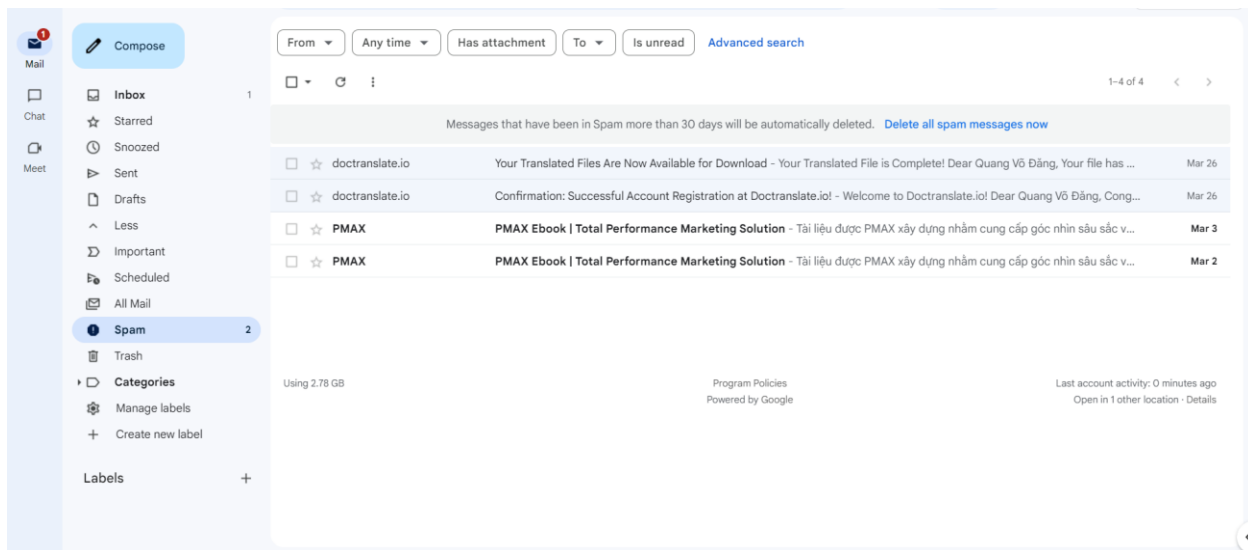 1
Mail
Chat
Meet
Compose
Inbox 1
Starred
Snoozed
Sent
Drafts
Less
Important
Scheduled
All Mail
Spam 2
Trash
Categories
Manage labels
Create new label
Labels
From Any time Has attachment To Is unread Advanced search
1–4 of 4
Messages that have been in Spam more than 30 days will be automatically deleted. Delete all spam messages now
doctranslate.io Your Translated Files Are Now Available for Download - Your Translated File is Complete! Dear Quang Võ Đăng, Your file has ... Mar 26
doctranslate.io Confirmation: Successful Account Registration at Doctranslate.io! - Welcome to Doctranslate.io! Dear Quang Võ Đăng, Cong... Mar 26
PMAX PMAX Ebook | Total Performance Marketing Solution - Tài liệu được PMAX xây dựng nhằm cung cấp góc nhìn sâu sắc v... Mar 3
PMAX PMAX Ebook | Total Performance Marketing Solution - Tài liệu được PMAX xây dựng nhằm cung cấp góc nhìn sâu sắc v... Mar 2
Using 2.78 GB
Program Policies
Powered by Google
Last account activity: 0 minutes ago
Open in 1 other location · Details